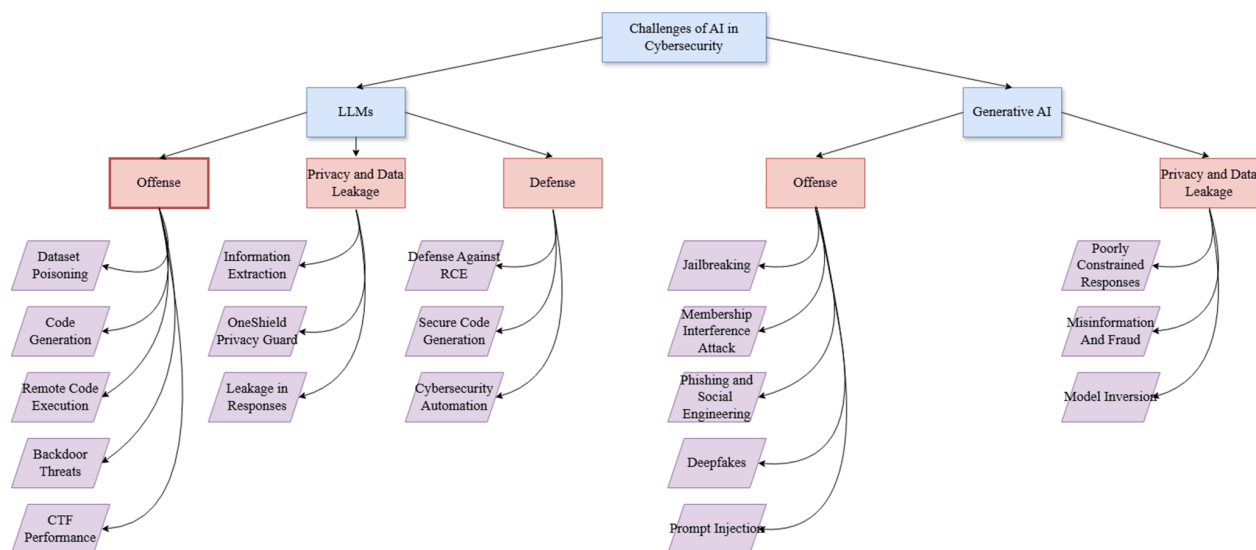 Challenges of AI in
Cybersecurity
LLMs
Generative AI
Offense
Privacy and Data
Leakage
Defense
Offense
Privacy and Data
Leakage
Dataset
Poisoning
Code
Generation
Remote Code
Execution
Backdoor
Threats
CTF
Performance
Information
Extraction
OneShield
Privacy Guard
Leakage in
Responses
Defense Against
RCE
Secure Code
Generation
Cybersecurity
Automation
Jailbreaking
Membership
Interference
Attack
Phishing and
Social
Engineering
Deepfakes
Prompt Injection
Poorly
Constrained
Responses
Misinformation
And Fraud
Model Inversion